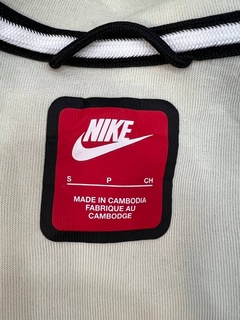 NIKE
S P CH
MADE IN CAMBODIA
FABRIQUE AU
CAMBODGE